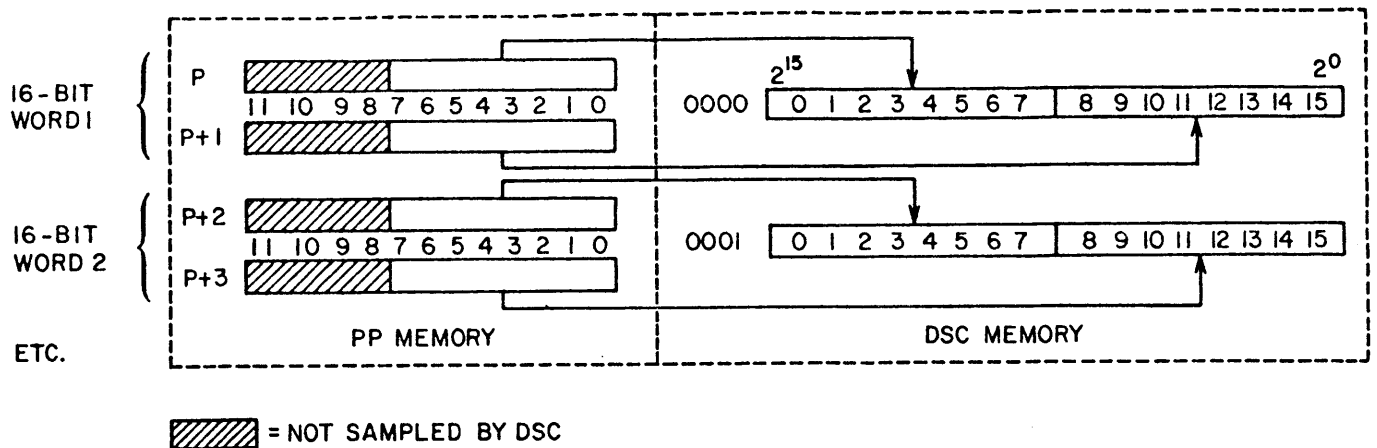 16-BIT
WORD 1
P
11 10 9 8 7 6 5 4 3 2 1 0
P+1
0000
2^15
2^0
0 1 2 3 4 5 6 7 8 9 10 11 12 13 14 15
16-BIT
WORD 2
P+2
11 10 9 8 7 6 5 4 3 2 1 0
P+3
0001
0 1 2 3 4 5 6 7 8 9 10 11 12 13 14 15
ETC.
PP MEMORY
DSC MEMORY
= NOT SAMPLED BY DSC